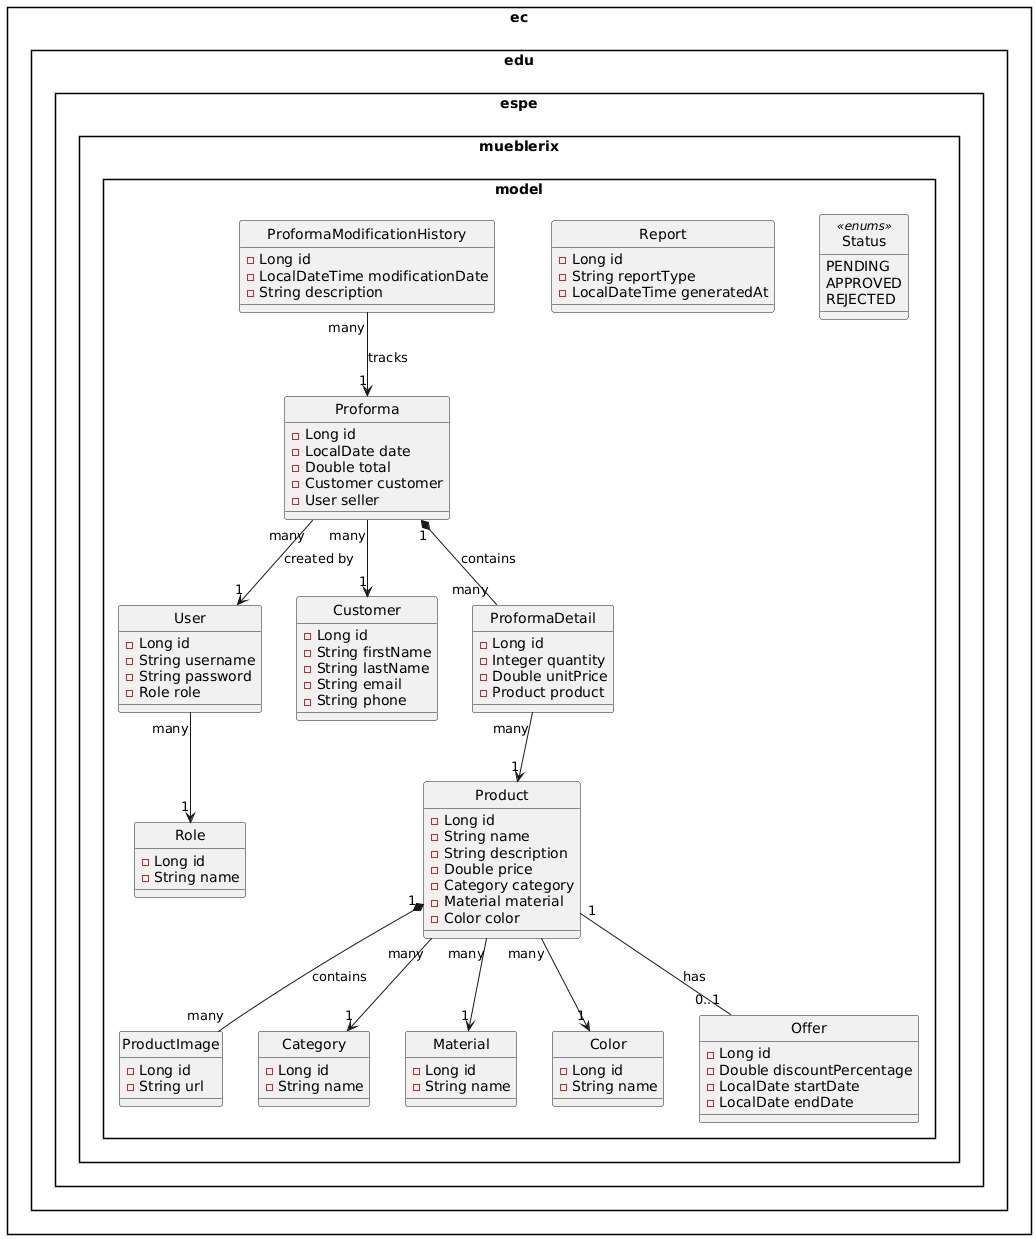 ec
edu
espe
mueblerix
model
ProformaModificationHistory
Long id
LocalDateTime modificationDate
String description
Report
Long id
String reportType
LocalDateTime generatedAt
«enums»
Status
PENDING
APPROVED
REJECTED
many
tracks
1
Proforma
Long id
LocalDate date
Double total
Customer customer
User seller
many
created by
1
many
1
1
contains
many
User
Long id
String username
String password
Role role
Customer
Long id
String firstName
String lastName
String email
String phone
ProformaDetail
Long id
Integer quantity
Double unitPrice
Product product
many
1
many
1
Role
Long id
String name
Product
Long id
String name
String description
Double price
Category category
Material material
Color color
1
contains
many
many
1
many
1
many
1
1
has
0..1
ProductImage
Long id
String url
Category
Long id
String name
Material
Long id
String name
Color
Long id
String name
Offer
Long id
Double discountPercentage
LocalDate startDate
LocalDate endDate